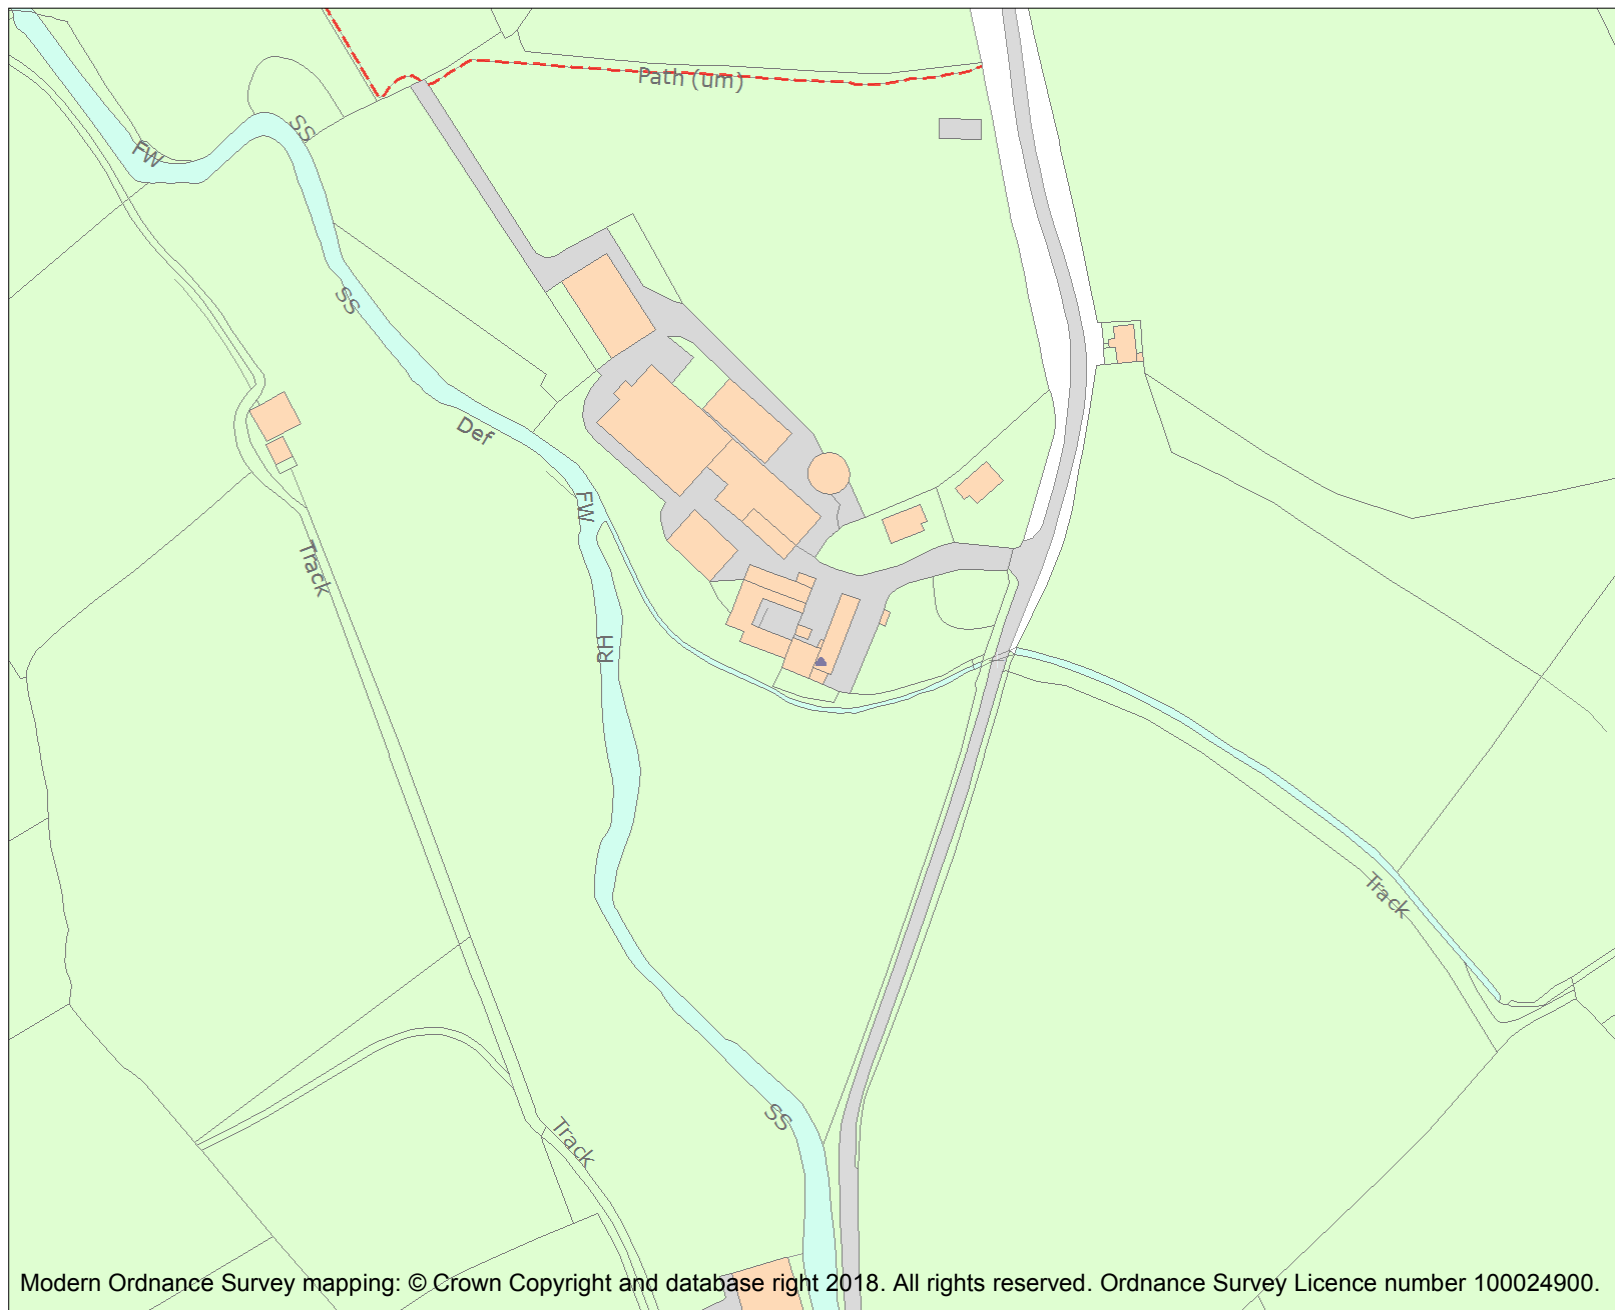 Path (um)
SS
FW
SS
Def
FW
Track
RH
Track
SS
Track
Modern Ordnance Survey mapping: © Crown Copyright and database right 2018. All rights reserved. Ordnance Survey Licence number 100024900.